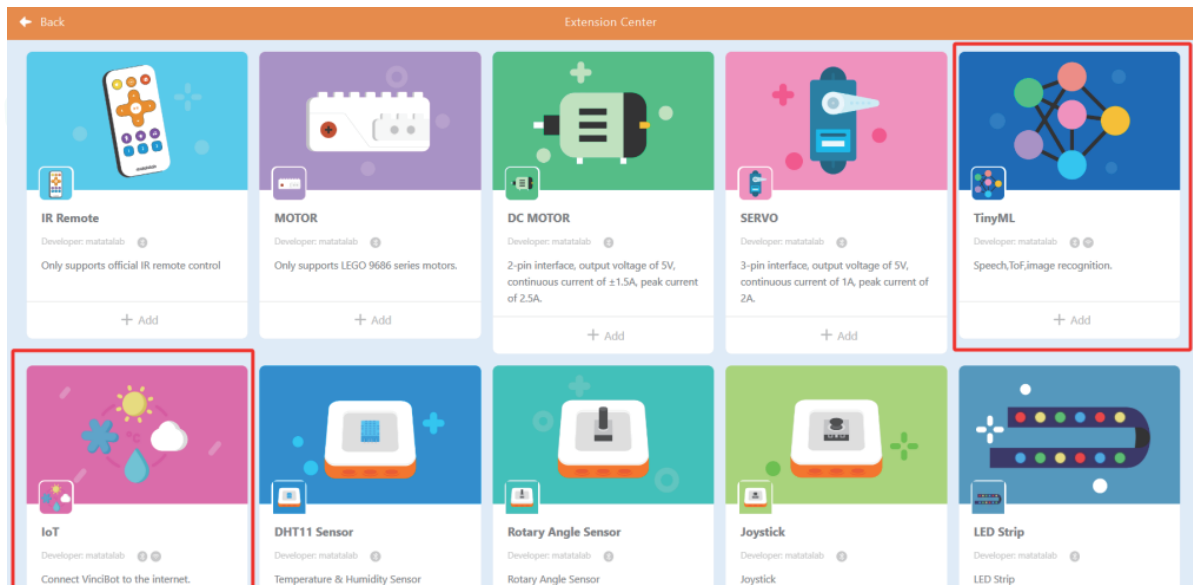 Back
Extension Center
IR Remote
Developer: matatalab
Only supports official IR remote control
+ Add
MOTOR
Developer: matatalab
Only supports LEGO 9686 series motors.
+ Add
DC MOTOR
Developer: matatalab
2-pin interface, output voltage of 5V,
continuous current of ±1.5A, peak current
of 2.5A.
+ Add
SERVO
Developer: matatalab
3-pin interface, output voltage of 5V,
continuous current of 1A, peak current of
2A.
+ Add
TinyML
Developer: matatalab
Speech,ToF,image recognition.
+ Add
°C
IoT
Developer: matatalab
Connect VinciBot to the internet.
DHT11 Sensor
Developer: matatalab
Temperature & Humidity Sensor
Rotary Angle Sensor
Developer: matatalab
Rotary Angle Sensor
Joystick
Developer: matatalab
Joystick
LED Strip
Developer: matatalab
LED Strip